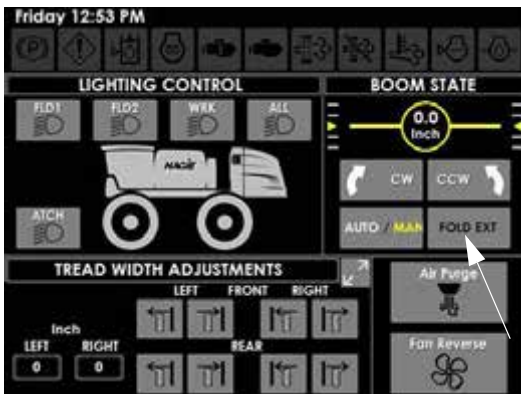 Friday 12:53 PM
LIGHTING CONTROL
FLD1 FLD2 WRK ALL
HAGIE
ATCH
BOOM STATE
0.0
Inch
CW CCW
AUTO / MAN FOLD EXT
TREAD WIDTH ADJUSTMENTS
LEFT FRONT RIGHT
Inch
LEFT RIGHT
REAR
0 0
Air Purge
Fan Reverse